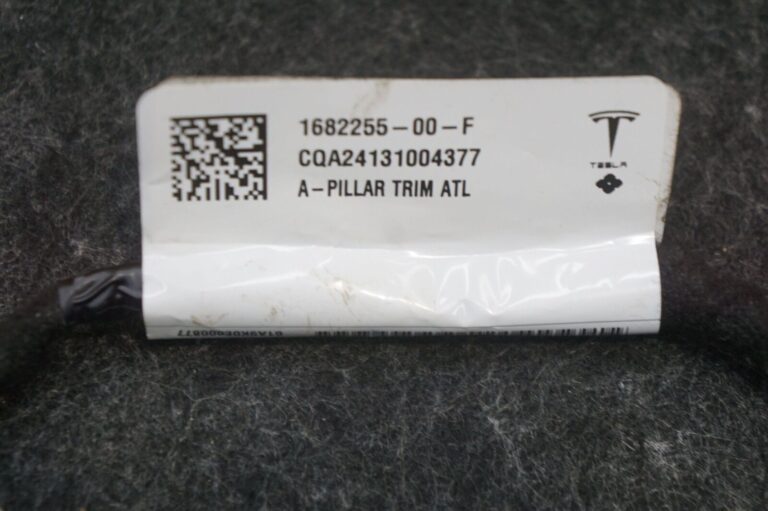 1682255-00-F
CQA24131004377
A-PILLAR TRIM ATL
TESLA